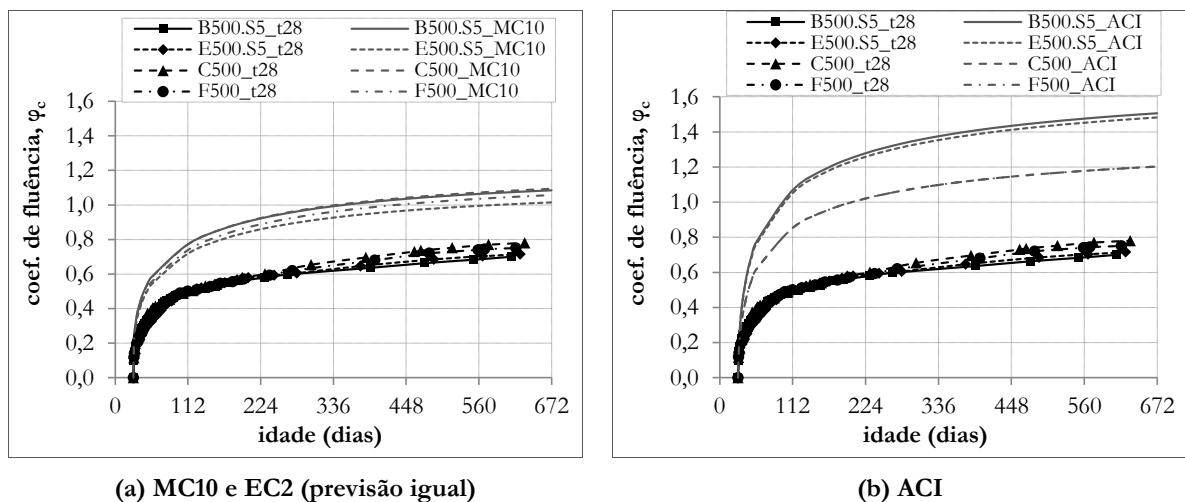 B500.S5_t28 B500.S5_MC10
E500.S5_t28 E500.S5_MC10
C500_t28 C500_MC10
F500_t28 F500_MC10
1,6
1,4
1,2
1,0
0,8
0,6
0,4
0,2
0,0
coef. de fluência, φc
0 112 224 336 448 560 672
idade (dias)
(a) MC10 e EC2 (previsão igual)
B500.S5_t28 B500.S5_ACI
E500.S5_t28 E500.S5_ACI
C500_t28 C500_ACI
F500_t28 F500_ACI
1,6
1,4
1,2
1,0
0,8
0,6
0,4
0,2
0,0
coef. de fluência, φc
0 112 224 336 448 560 672
idade (dias)
(b) ACI